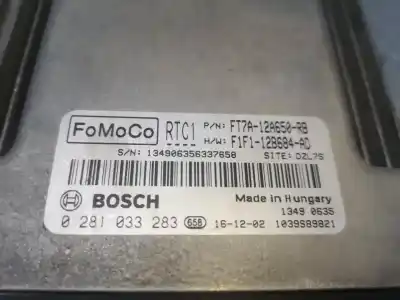 FoMoCo RTC1 P/N: FT7A-12A650-RB
H/W: F1F1-12B684-AD
S/N: 134906356337658 SITE: DZL7S
BOSCH Made in Hungary
1349 0635
0 281 033 283 658 16-12-02 1039S89821